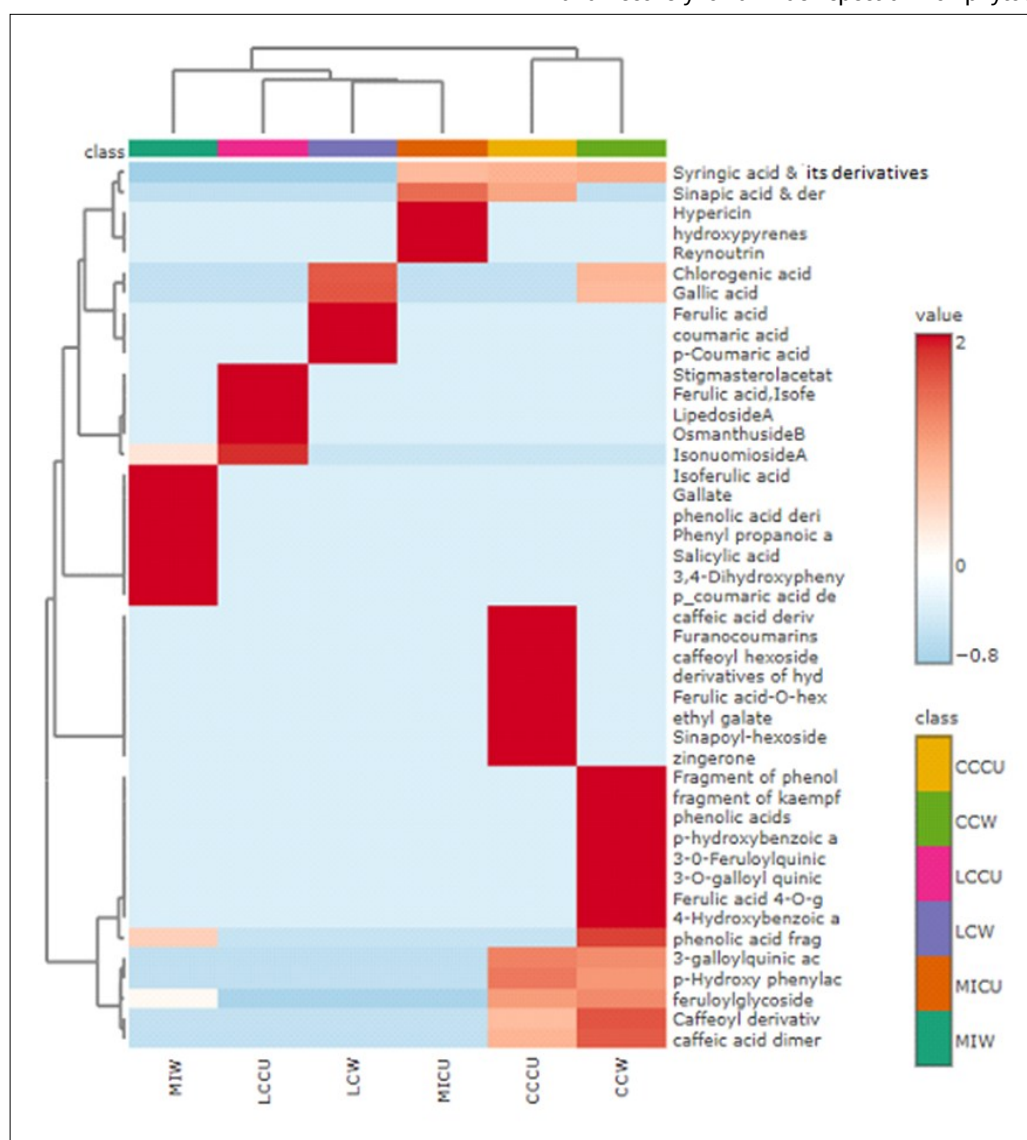 class
Syringic acid & its derivatives
Sinapic acid & der
Hypericin
hydroxypyrenes
Reynoutrin
Chlorogenic acid
Gallic acid
Ferulic acid
coumaric acid
p-Coumaric acid
Stigmasterolacetat
Ferulic acid,Isofe
LipedosideA
OsmanthusideB
IsonuomiosideA
Isoferulic acid
Gallate
phenolic acid deri
Phenyl propanoic a
Salicylic acid
3,4-Dihydroxypheny
p_coumaric acid de
caffeic acid deriv
Furanocoumarins
caffeoyl hexoside
derivatives of hyd
Ferulic acid-O-hex
ethyl galate
Sinapoyl-hexoside
zingerone
Fragment of phenol
fragment of kaempf
phenolic acids
p-hydroxybenzoic a
3-0-Feruloylquinic
3-O-galloyl quinic
Ferulic acid 4-O-g
4-Hydroxybenzoic a
phenolic acid frag
3-galloylquinic ac
p-Hydroxy phenylac
feruloylglycoside
Caffeoyl derivativ
caffeic acid dimer
MIW
LCCU
LCW
MICU
CCCU
CCW
value
2
0
−0.8
class
CCCU
CCW
LCCU
LCW
MICU
MIW